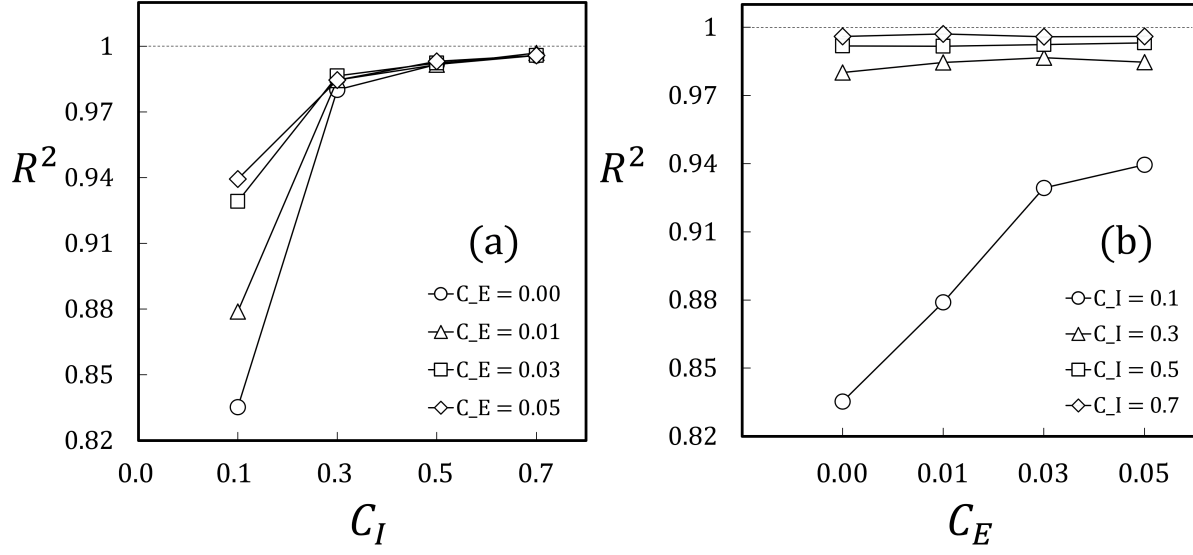 1
0.97
0.94
0.91
0.88
0.85
0.82
R²
(a)
C_E = 0.00
C_E = 0.01
C_E = 0.03
C_E = 0.05
0.0 0.1 0.3 0.5 0.7
C_I
1
0.97
0.94
0.91
0.88
0.85
0.82
R²
(b)
C_I = 0.1
C_I = 0.3
C_I = 0.5
C_I = 0.7
0.00 0.01 0.03 0.05
C_E